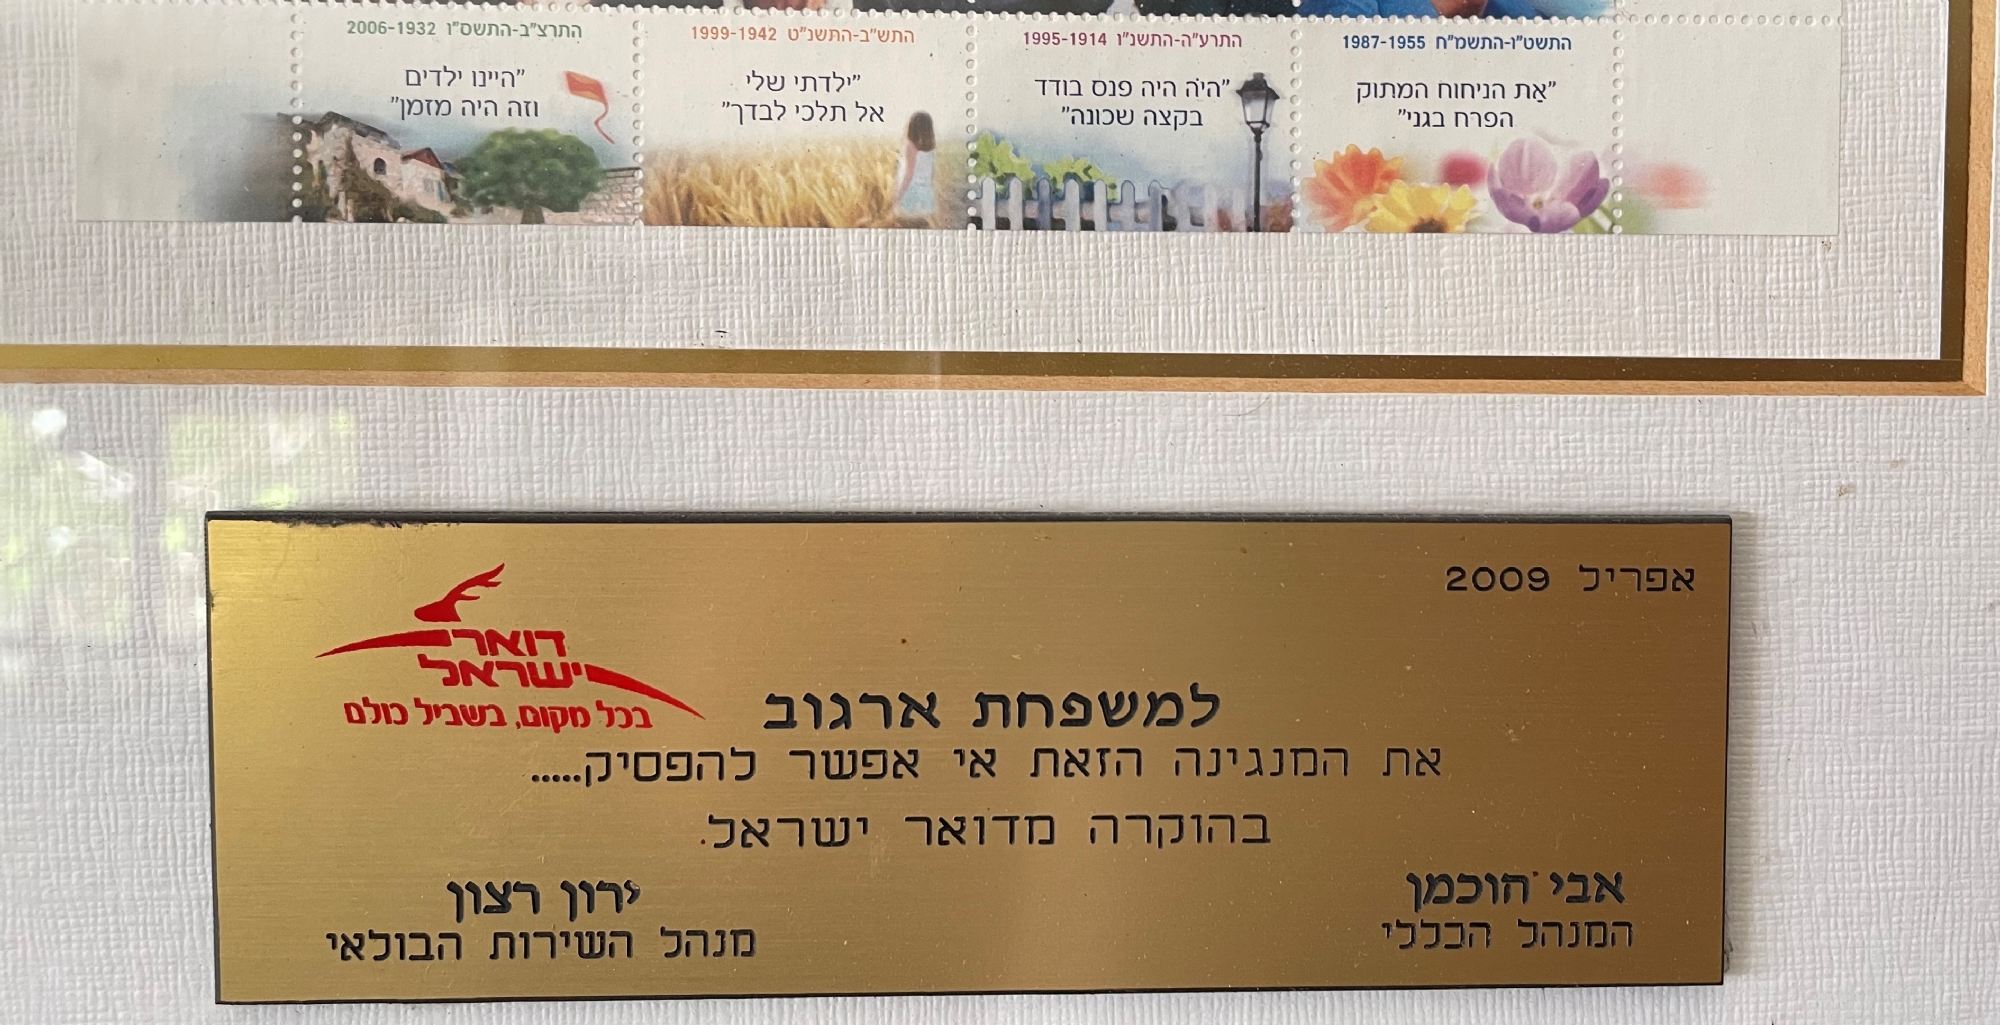 התשט"ו-התשמ"ח 1987-1955
"אַת הניחוח המתוק
הפרח בגני"
התרע"ה-התשנ"ו 1995-1914
"היֹה היה פנס בודד
בקצה שכונה"
התש"ב-התשנ"ט 1999-1942
"ילדתי שלי
אל תלכי לבדך"
התרצ"ב-התשס"ו 2006-1932
"היינו ילדים
וזה היה מזמן"
אפריל 2009
דואר
ישראל
בכל מקום, בשביל כולם
למשפחת ארגוב
את המנגינה הזאת אי אפשר להפסיק.....
בהוקרה מדואר ישראל.
אבי הוכמן
המנהל הכללי
ירון רצון
מנהל השירות הבולאי